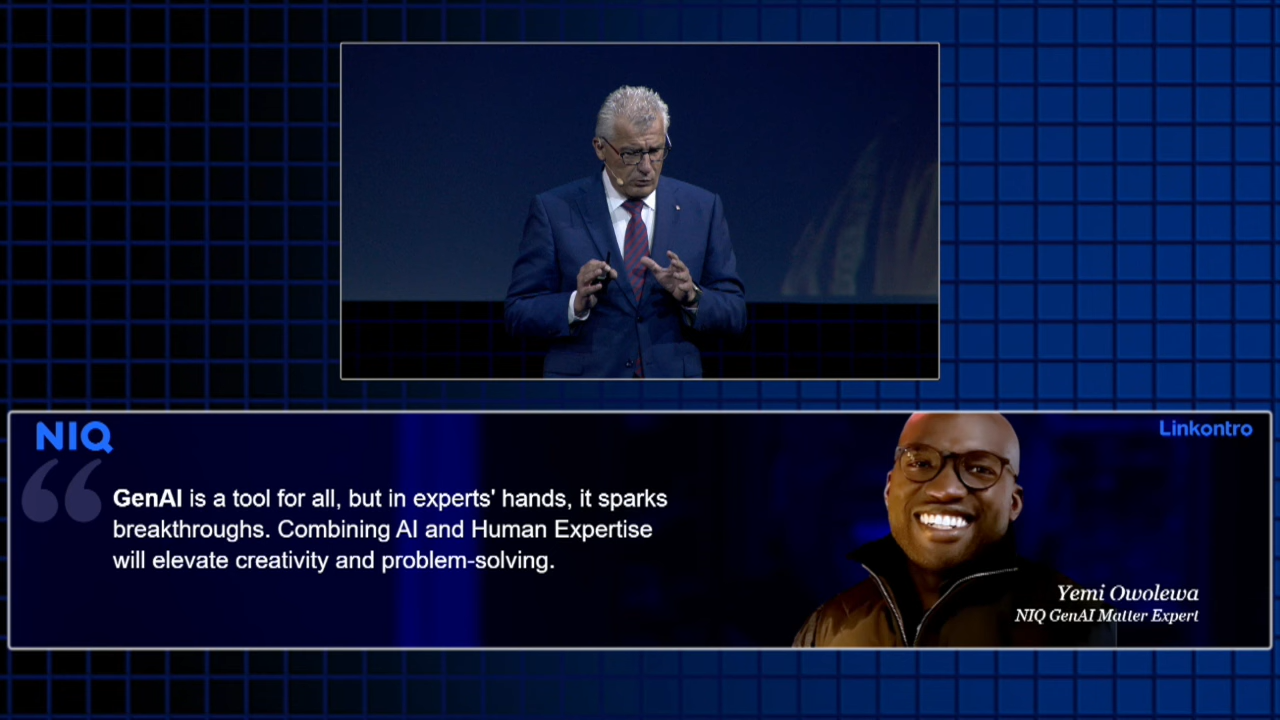 NIQ
Linkontro
GenAI is a tool for all, but in experts' hands, it sparks
breakthroughs. Combining AI and Human Expertise
will elevate creativity and problem-solving.
Yemi Owolewa
NIQ GenAI Matter Expert